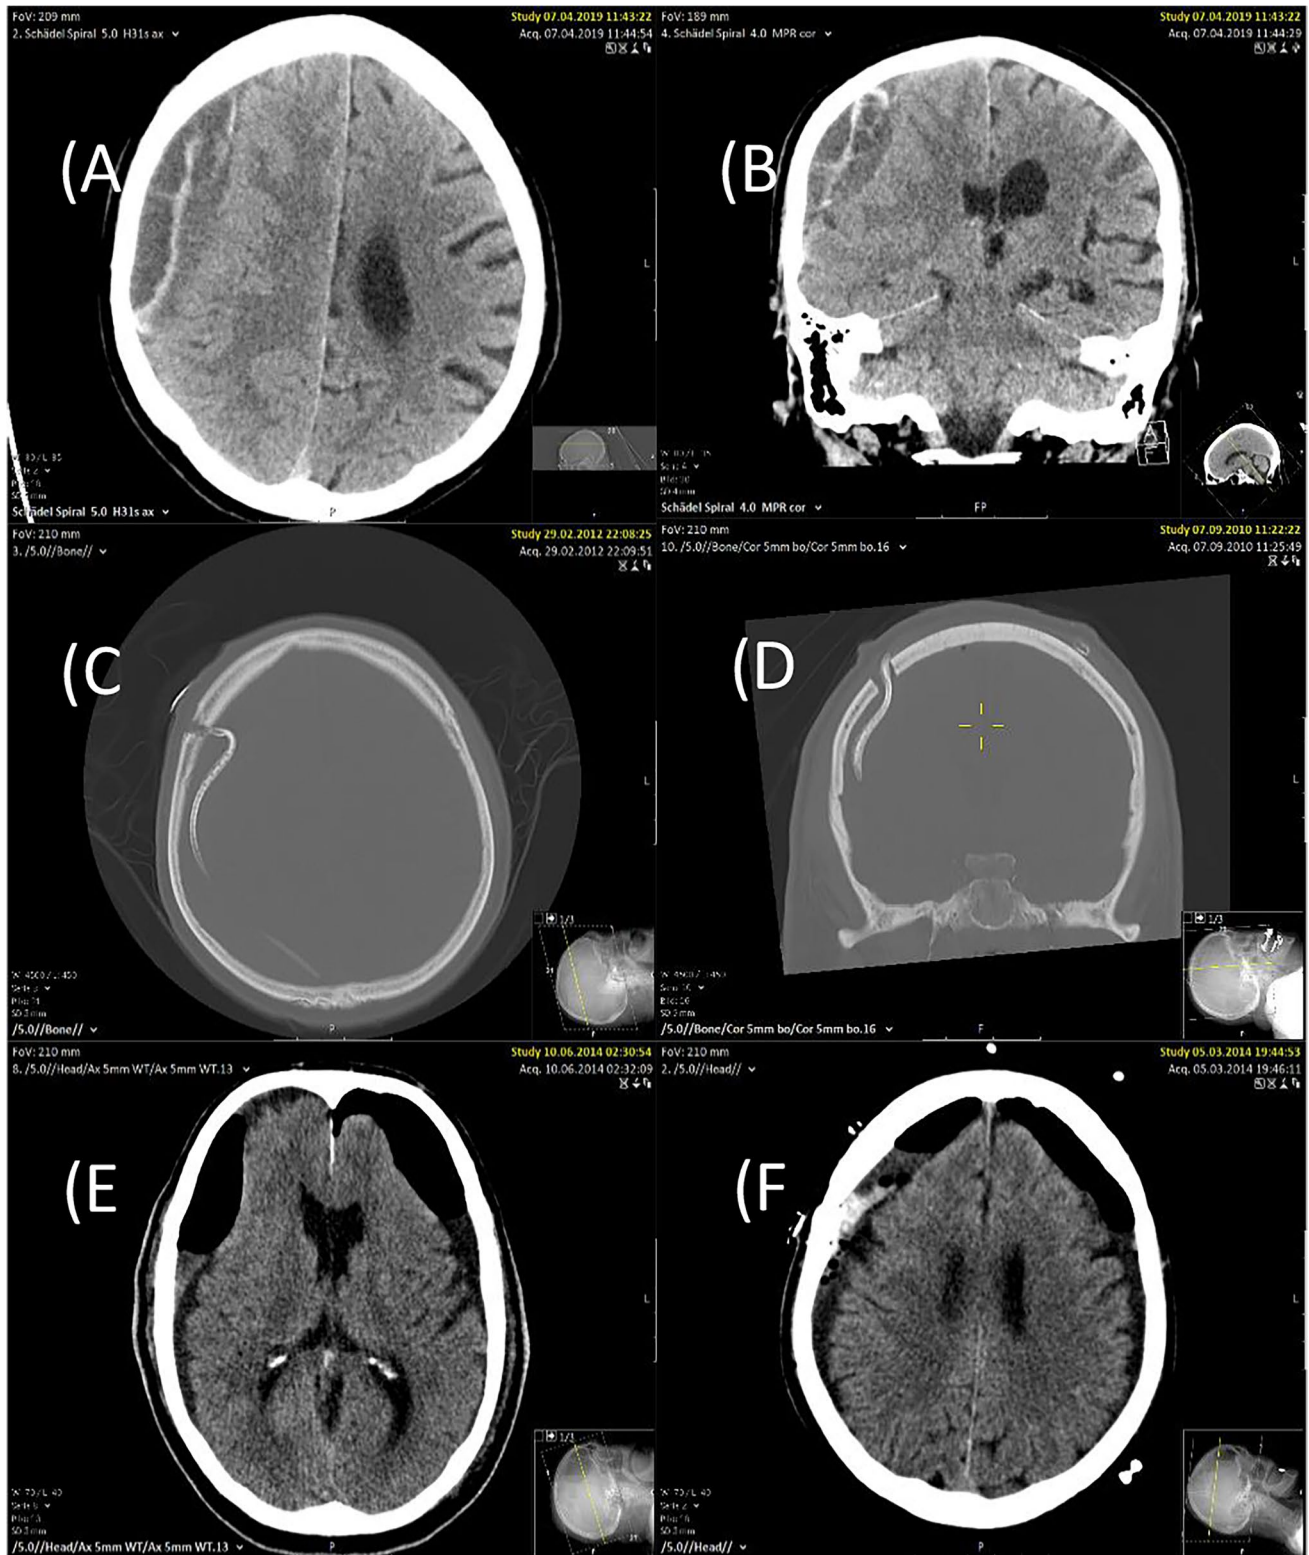 FoV: 209 mm
Study 07.04.2019 11:43:22
2. Schädel Spiral 5.0 H31s ax
Acq. 07.04.2019 11:44:54
(A
L
P
Schädel Spiral 5.0 H31s ax
FoV: 189 mm
Study 07.04.2019 11:43:22
4. Schädel Spiral 4.0 MPR cor
Acq. 07.04.2019 11:44:29
(B
L
FP
Schädel Spiral 4.0 MPR cor
FoV: 210 mm
Study 29.02.2012 22:08:25
3. /5.0//Bone//
Acq. 29.02.2012 22:09:51
(C
L
1/3
P
/5.0//Bone//
FoV: 210 mm
Study 07.09.2010 11:22:22
10. /5.0//Bone/Cor 5mm bo/Cor 5mm bo.16
Acq. 07.09.2010 11:25:49
(D
L
1/3
F
/5.0//Bone/Cor 5mm bo/Cor 5mm bo.16
FoV: 210 mm
Study 10.06.2014 02:30:54
8. /5.0//Head/Ax 5mm WT/Ax 5mm WT.13
Acq. 10.06.2014 02:32:09
(E
L
1/3
P
/5.0//Head/Ax 5mm WT/Ax 5mm WT.13
FoV: 210 mm
Study 05.03.2014 19:44:53
2. /5.0//Head//
Acq. 05.03.2014 19:46:11
(F
L
P
/5.0//Head//